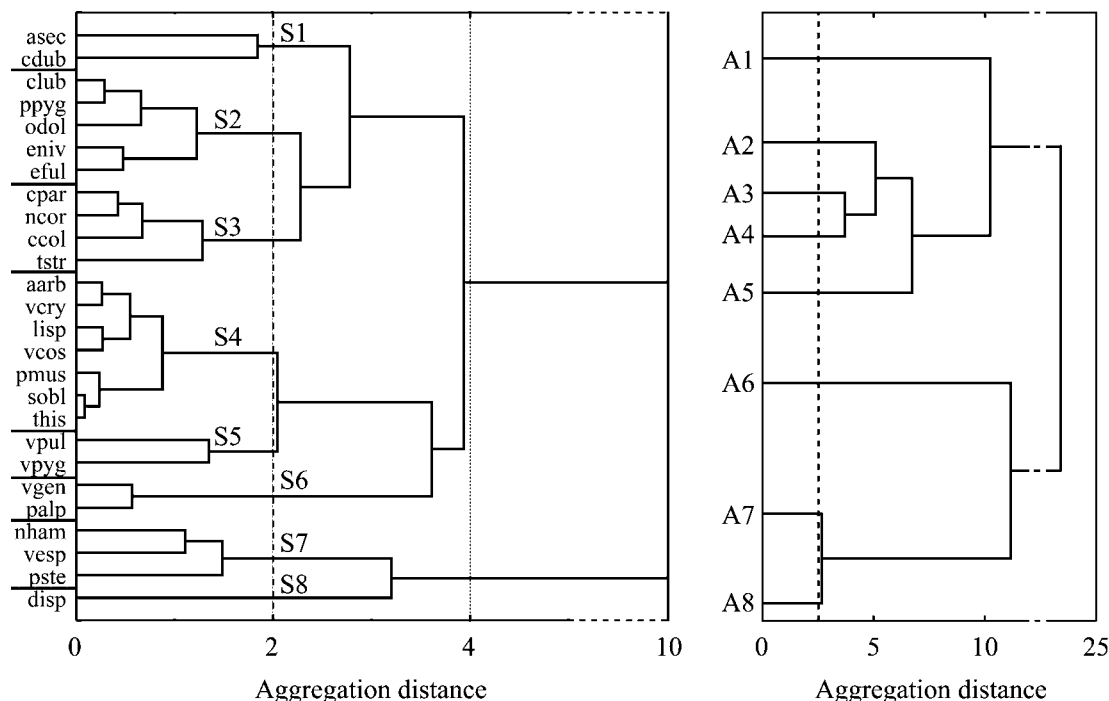 asec
cdub
club
ppyg
odol
eniv
eful
cpar
ncor
ccol
tstr
aarb
vcry
lisp
vcos
pmus
sobl
this
vpul
vpyg
vgen
palp
nham
vesp
pste
disp
S1
S2
S3
S4
S5
S6
S7
S8
0 2 4 10
Aggregation distance
A1
A2
A3
A4
A5
A6
A7
A8
0 5 10 25
Aggregation distance